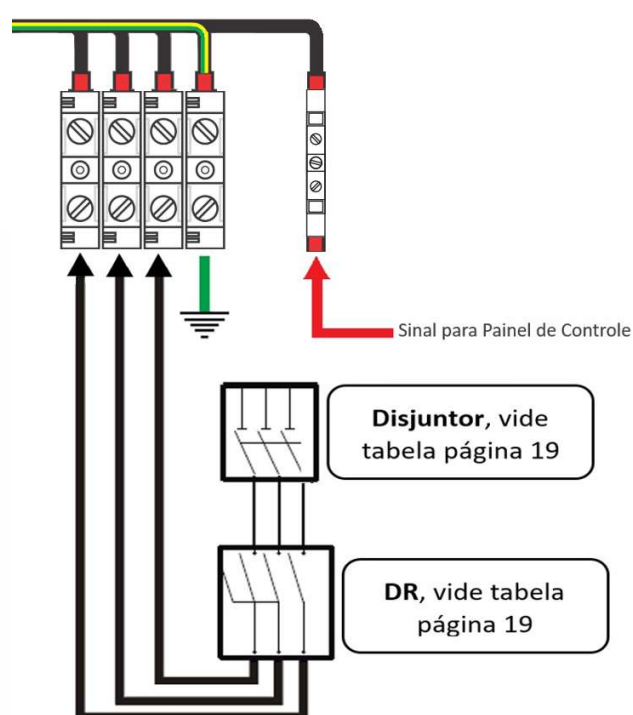 Sinal para Painel de Controle
Disjuntor, vide
tabela página 19
DR, vide tabela
página 19